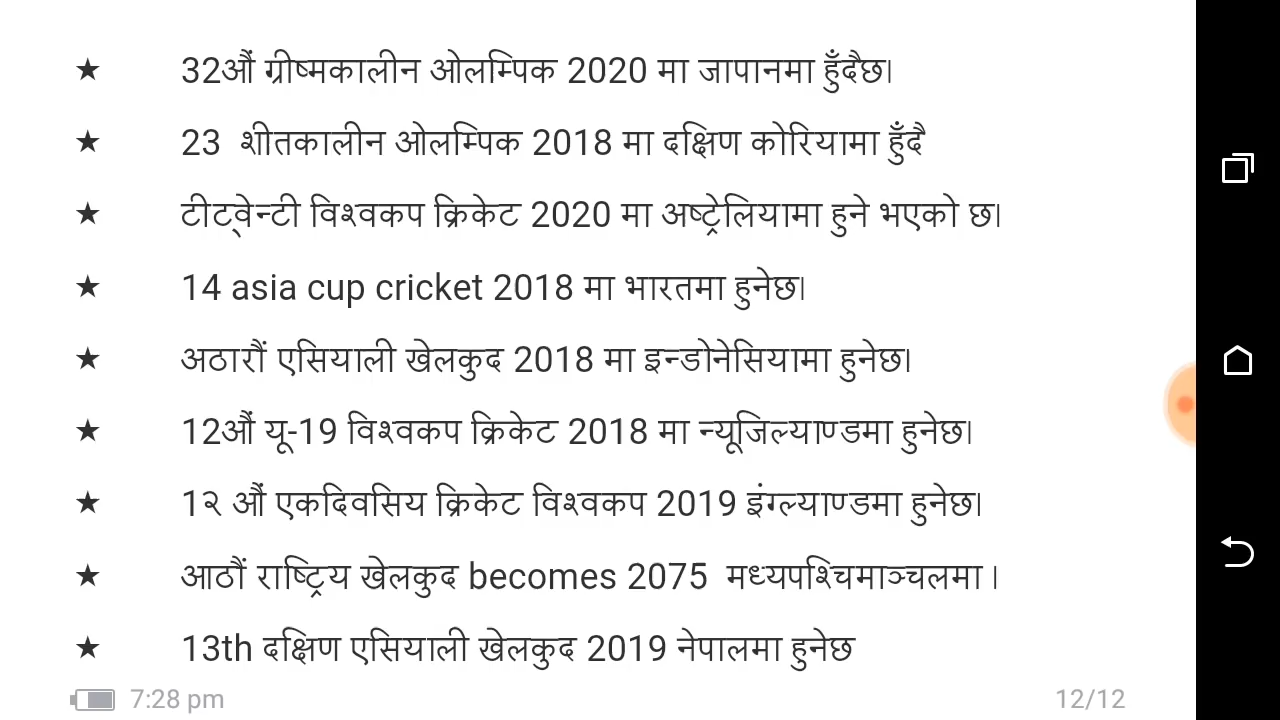 ★ 32औं ग्रीष्मकालीन ओलम्पिक 2020 मा जापानमा हुँदैछ।
★ 23 शीतकालीन ओलम्पिक 2018 मा दक्षिण कोरियामा हुँदै
★ टीट्वेन्टी विश्वकप क्रिकेट 2020 मा अष्ट्रेलियामा हुने भएको छ।
★ 14 asia cup cricket 2018 मा भारतमा हुनेछ।
★ अठारौं एसियाली खेलकुद 2018 मा इन्डोनेसियामा हुनेछ।
★ 12औं यू-19 विश्वकप क्रिकेट 2018 मा न्यूजिल्याण्डमा हुनेछ।
★ 1२ औं एकदिवसिय क्रिकेट विश्वकप 2019 इंग्ल्याण्डमा हुनेछ।
★ आठौं राष्ट्रिय खेलकुद becomes 2075 मध्यपश्चिमाञ्चलमा ।
★ 13th दक्षिण एसियाली खेलकुद 2019 नेपालमा हुनेछ
7:28 pm 12/12